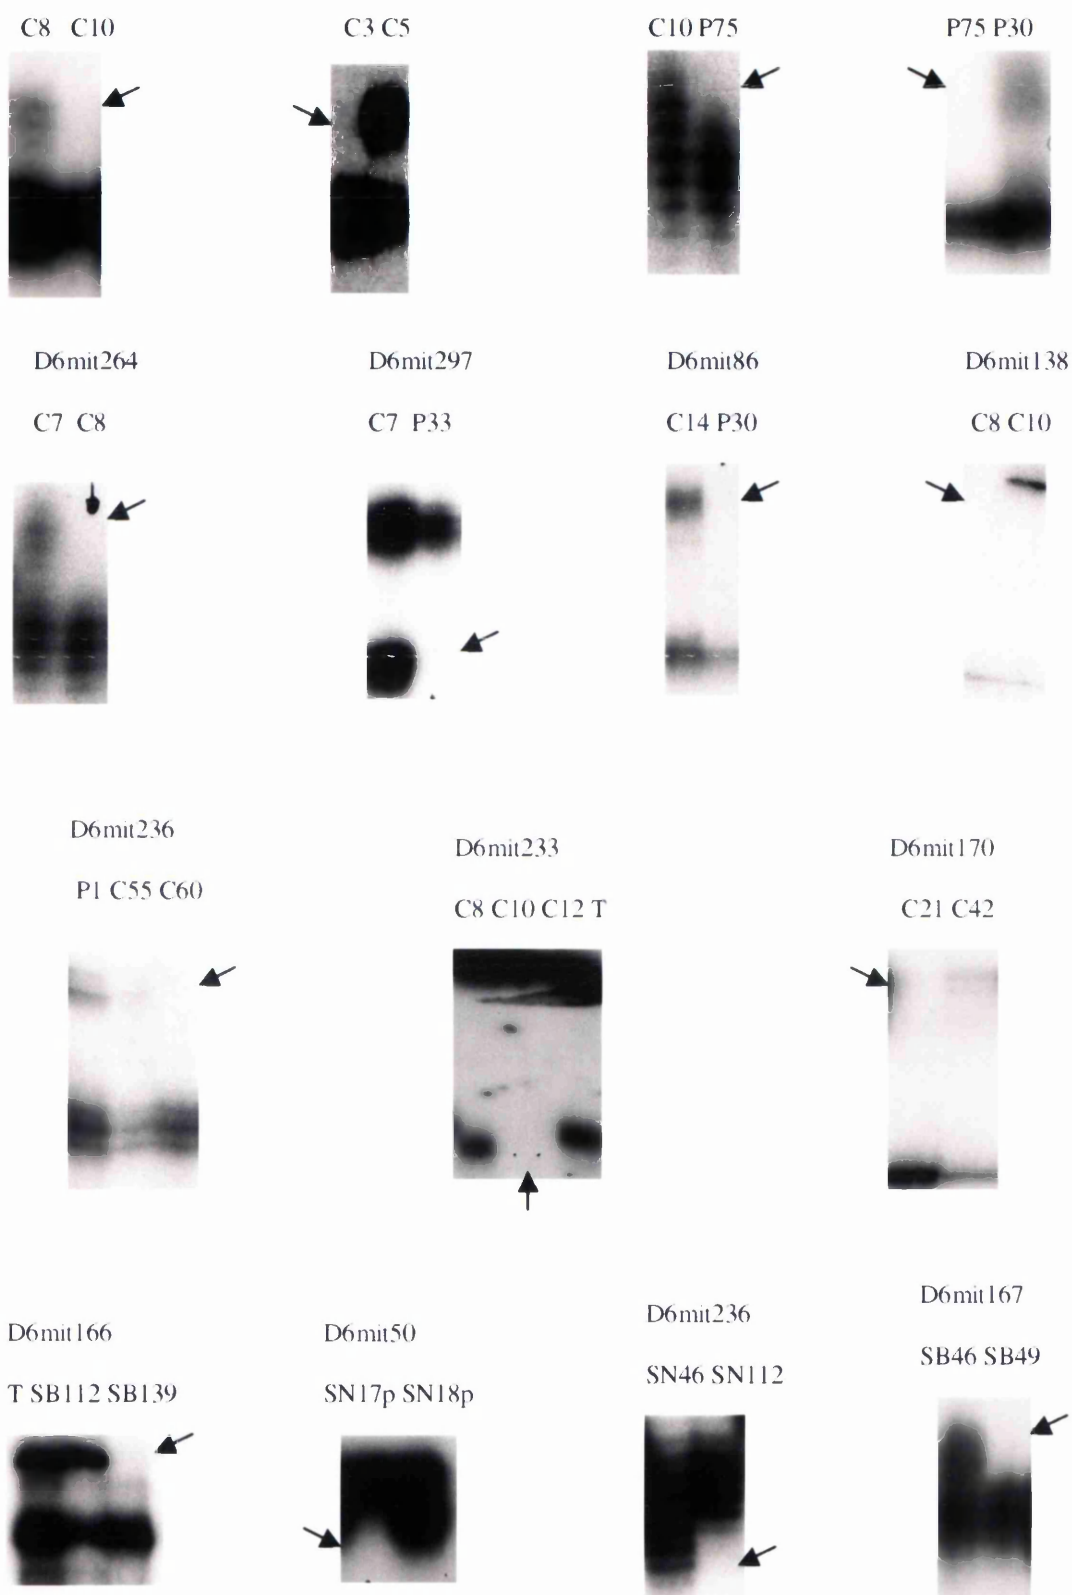 C8 C10
C3 C5
C10 P75
P75 P30
D6mit264
D6mit297
D6mit86
D6mit138
C7 C8
C7 P33
C14 P30
C8 C10
D6mit236
P1 C55 C60
D6mit233
C8 C10 C12 T
D6mit170
C21 C42
D6mit166
T SB112 SB139
D6mit50
SN17p SN18p
D6mit236
SN46 SN112
D6mit167
SB46 SB49